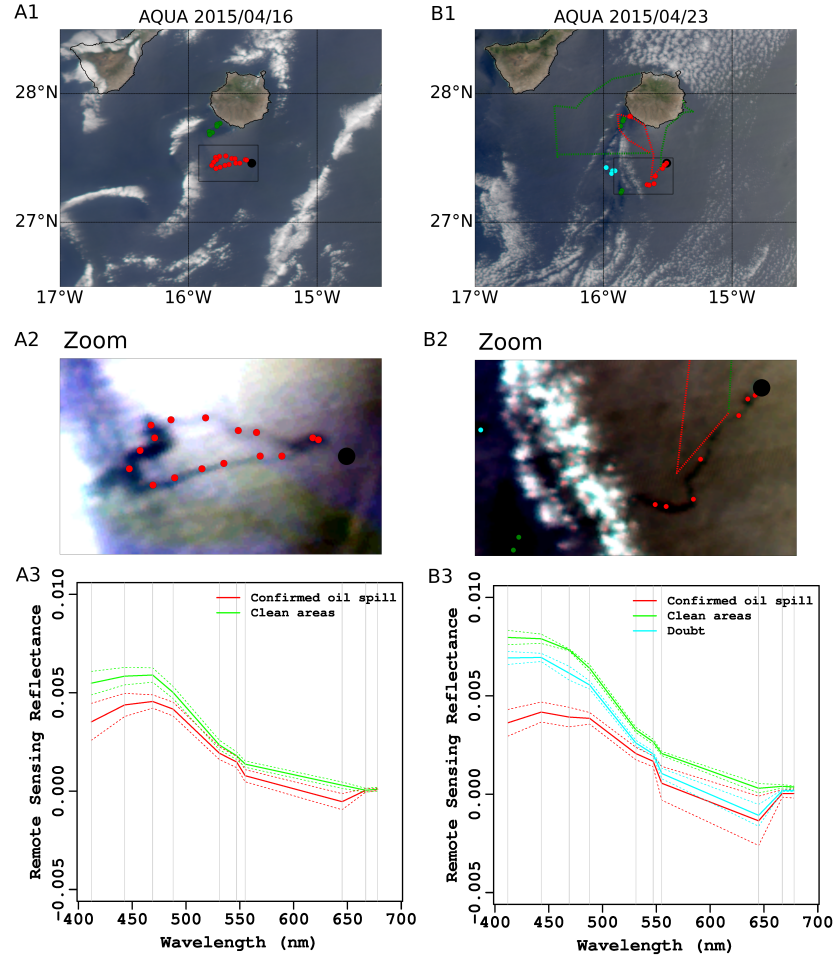 A1
AQUA 2015/04/16
28°N
27°N
17°W
16°W
15°W
B1
AQUA 2015/04/23
28°N
27°N
17°W
16°W
15°W
A2 Zoom
B2 Zoom
A3
Confirmed oil spill
Clean areas
Remote Sensing Reflectance
0.010
0.005
0.000
-0.005
400 450 500 550 600 650 700
Wavelength (nm)
B3
Confirmed oil spill
Clean areas
Doubt
Remote Sensing Reflectance
0.010
0.005
0.000
-0.005
400 450 500 550 600 650 700
Wavelength (nm)